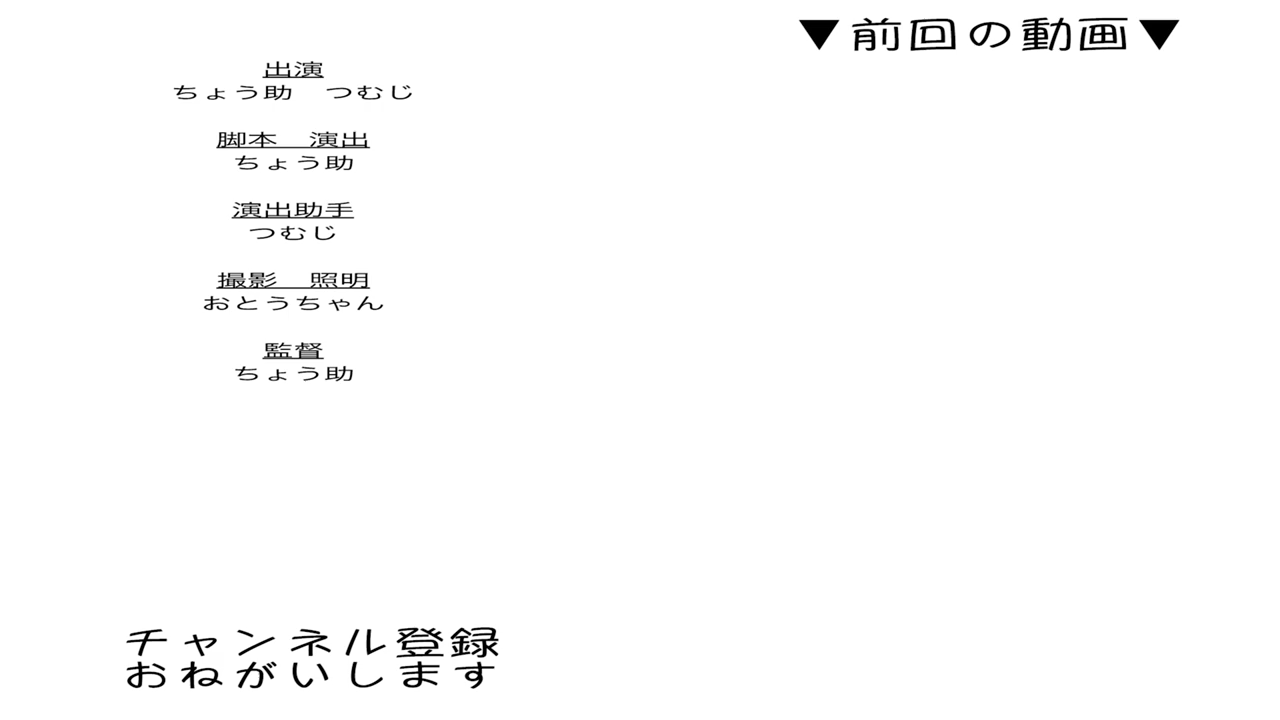 ▼前回の動画▼
出演
ちょう助　つむじ
脚本　演出
ちょう助
演出助手
つむじ
撮影　照明
おとうちゃん
監督
ちょう助
チャンネル登録
おねがいします